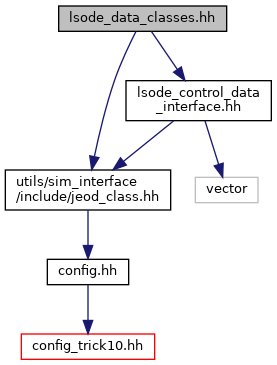 lsode_data_classes.hh
lsode_control_data
_interface.hh
utils/sim_interface
/include/jeod_class.hh
vector
config.hh
config_trick10.hh